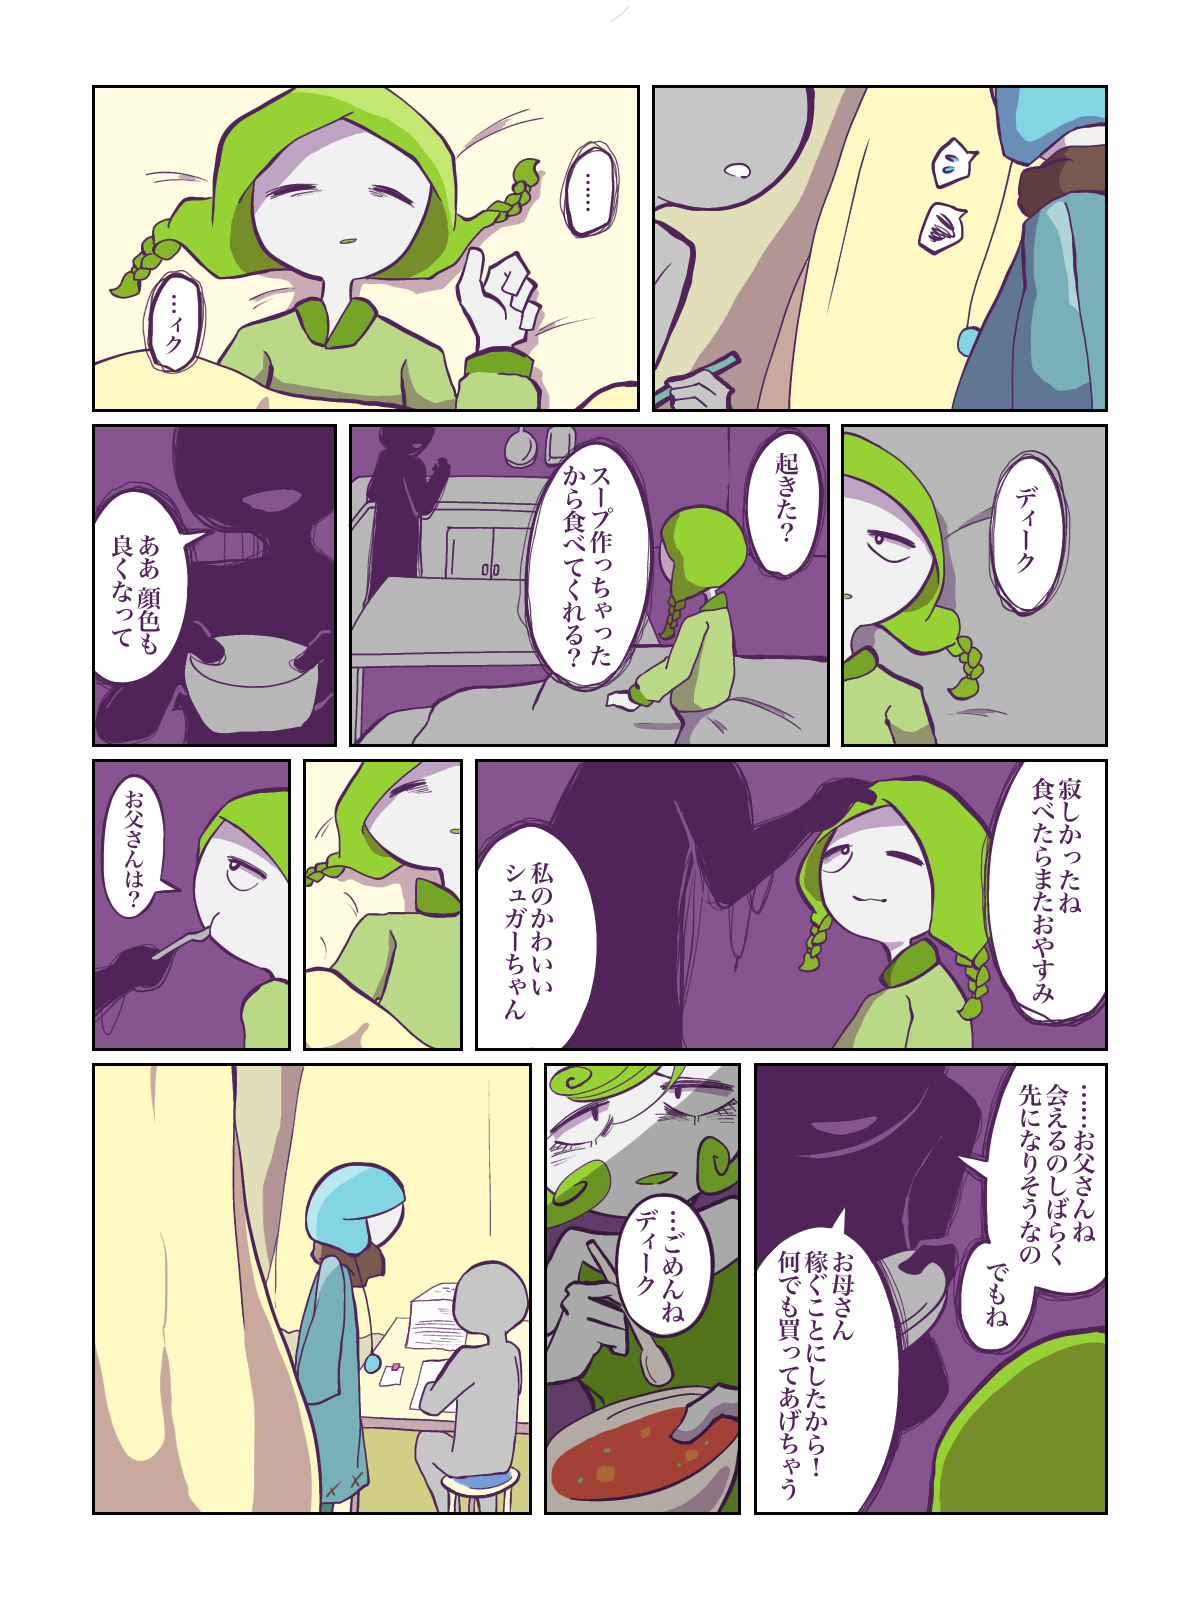 ……
…ィク
ディーク
起きた？
スープ作っちゃった
から食べてくれる？
ああ 顔色も
良くなって
寂しかったね
食べたらまたおやすみ
私のかわいい
シュガーちゃん
お父さんは？
……お父さんね
会えるのしばらく
先になりそうなの
でもね
お母さん
稼ぐことにしたから！
何でも買ってあげちゃう
…ごめんね
ディーク